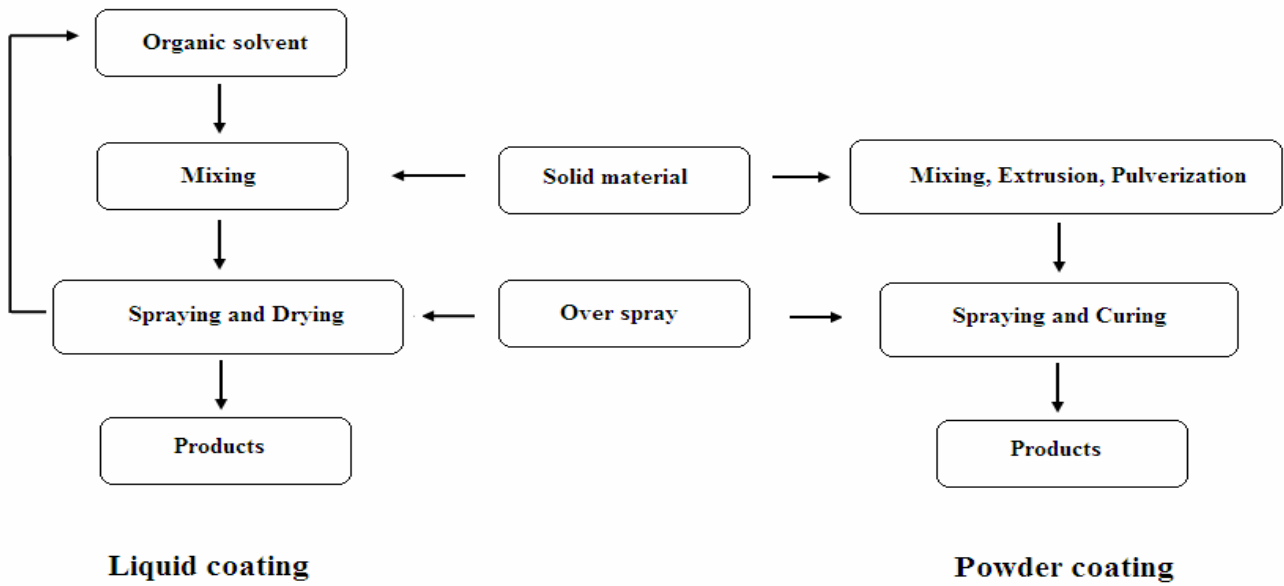 Organic solvent
Mixing
Solid material
Mixing, Extrusion, Pulverization
Spraying and Drying
Over spray
Spraying and Curing
Products
Products
Liquid coating
Powder coating